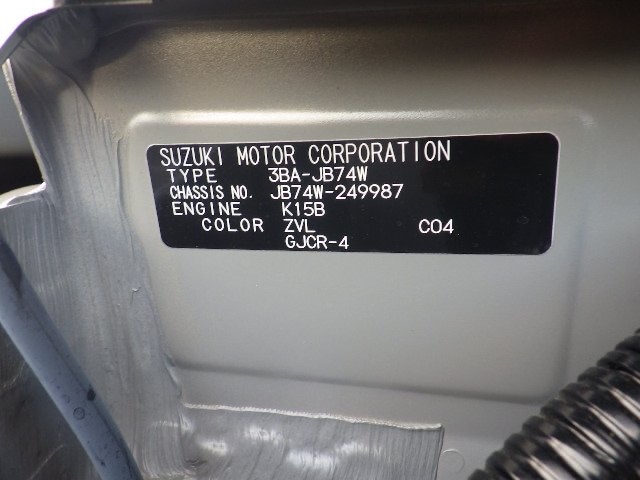 SUZUKI MOTOR CORPORATION
TYPE 3BA-JB74W
CHASSIS NO. JB74W-249987
ENGINE K15B
COLOR ZVL C04
GJCR-4